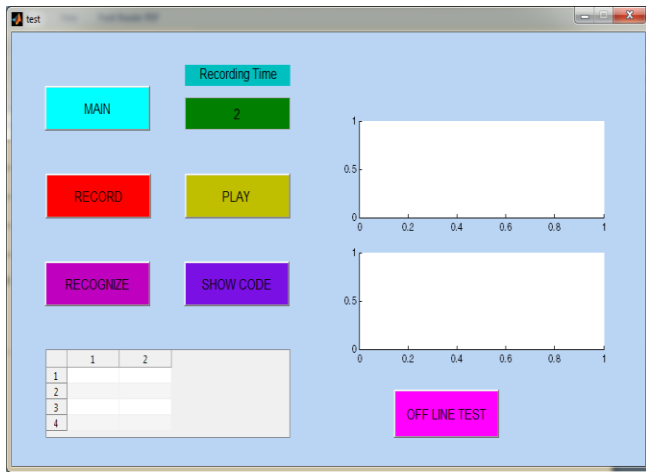 test
Recording Time
MAIN
2
RECORD
PLAY
RECOGNIZE
SHOW CODE
1 2
1
2
3
4
1
0.5
0
0 0.2 0.4 0.6 0.8 1
1
0.5
0
0 0.2 0.4 0.6 0.8 1
OFF LINE TEST